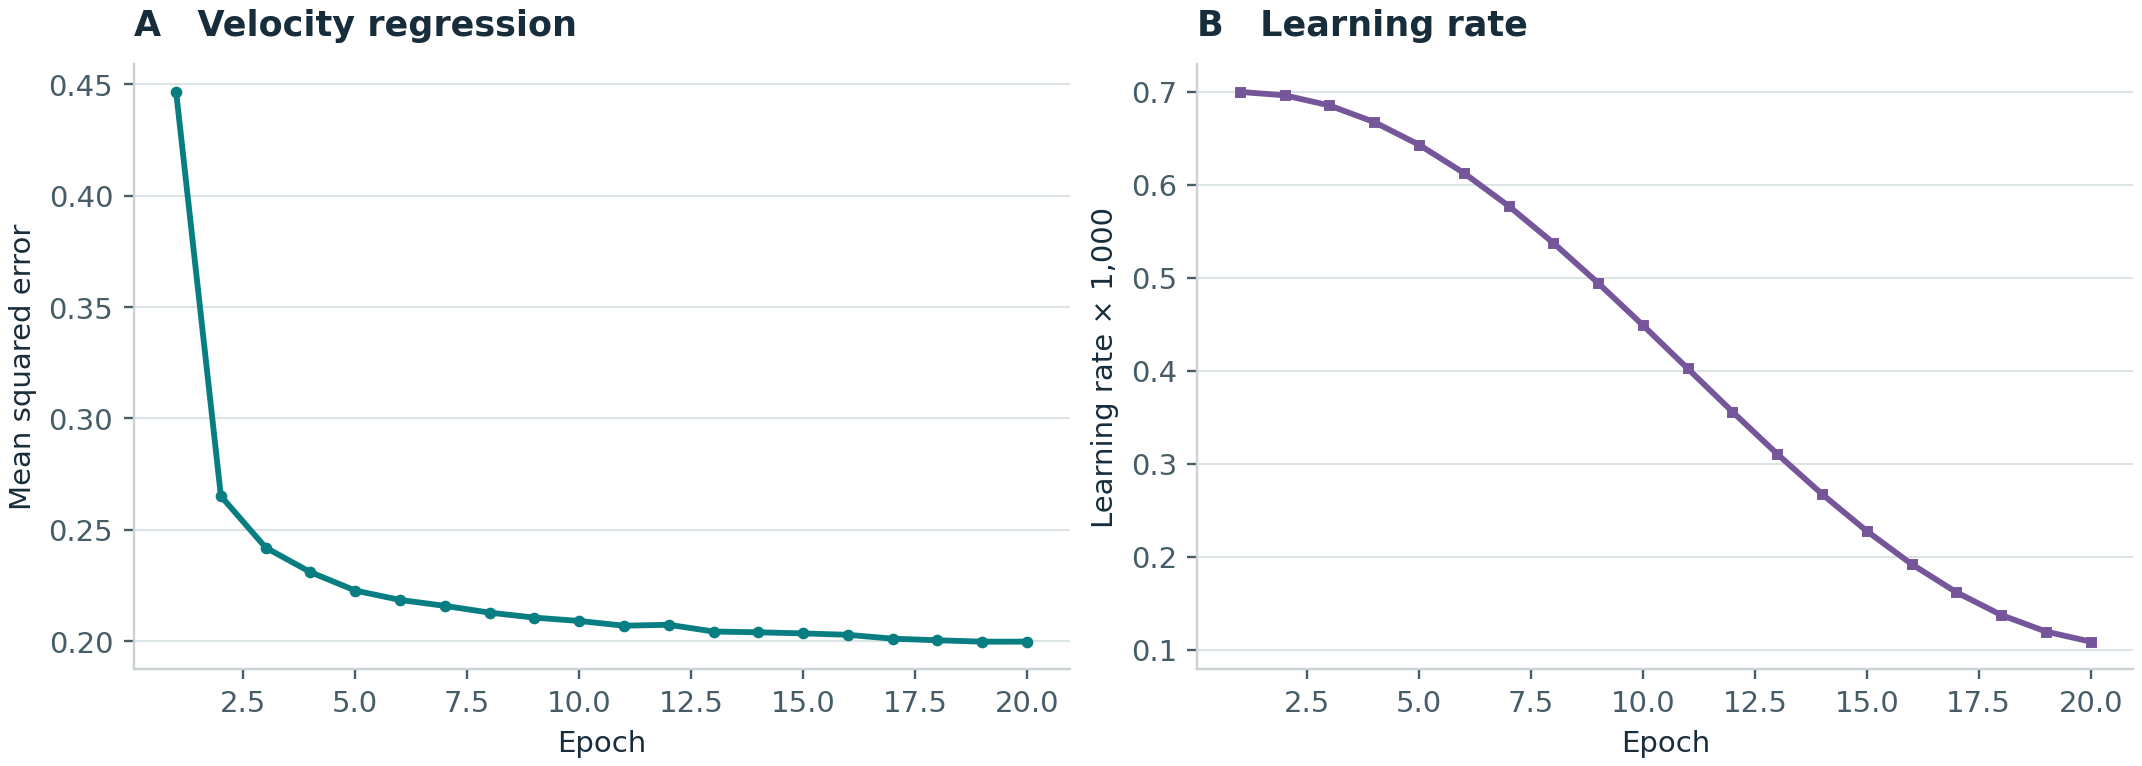 A Velocity regression
Mean squared error
0.45
0.40
0.35
0.30
0.25
0.20
2.5 5.0 7.5 10.0 12.5 15.0 17.5 20.0
Epoch
B Learning rate
Learning rate × 1,000
0.7
0.6
0.5
0.4
0.3
0.2
0.1
2.5 5.0 7.5 10.0 12.5 15.0 17.5 20.0
Epoch